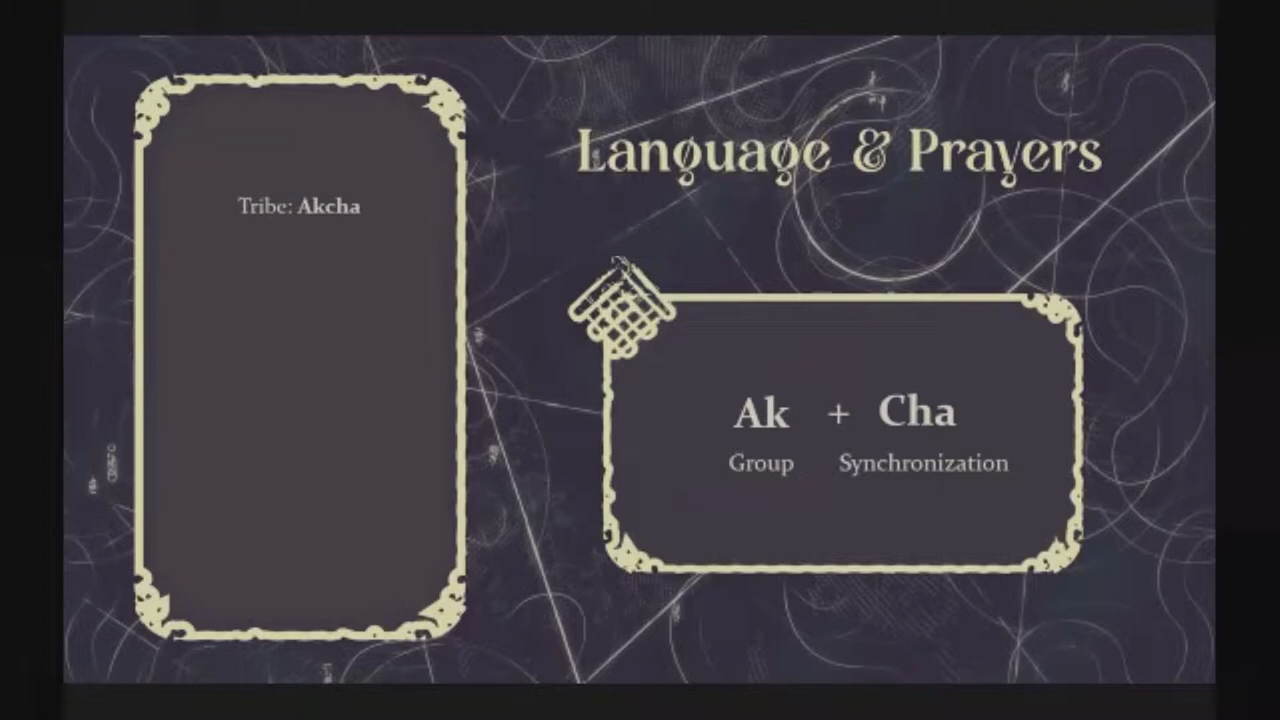 Language & Prayers
Tribe: Akcha
Ak + Cha
Group Synchronization